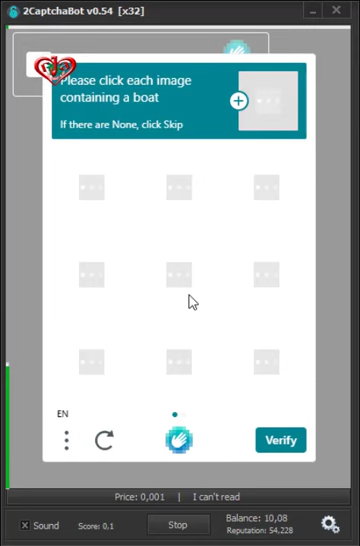 2CaptchaBot v0.54 [x32]
Please click each image
containing a boat
If there are None, click Skip
EN
Verify
Price: 0,001 | I can't read
Sound
Score: 0,1
Stop
Balance: 10,08
Reputation: 54,228